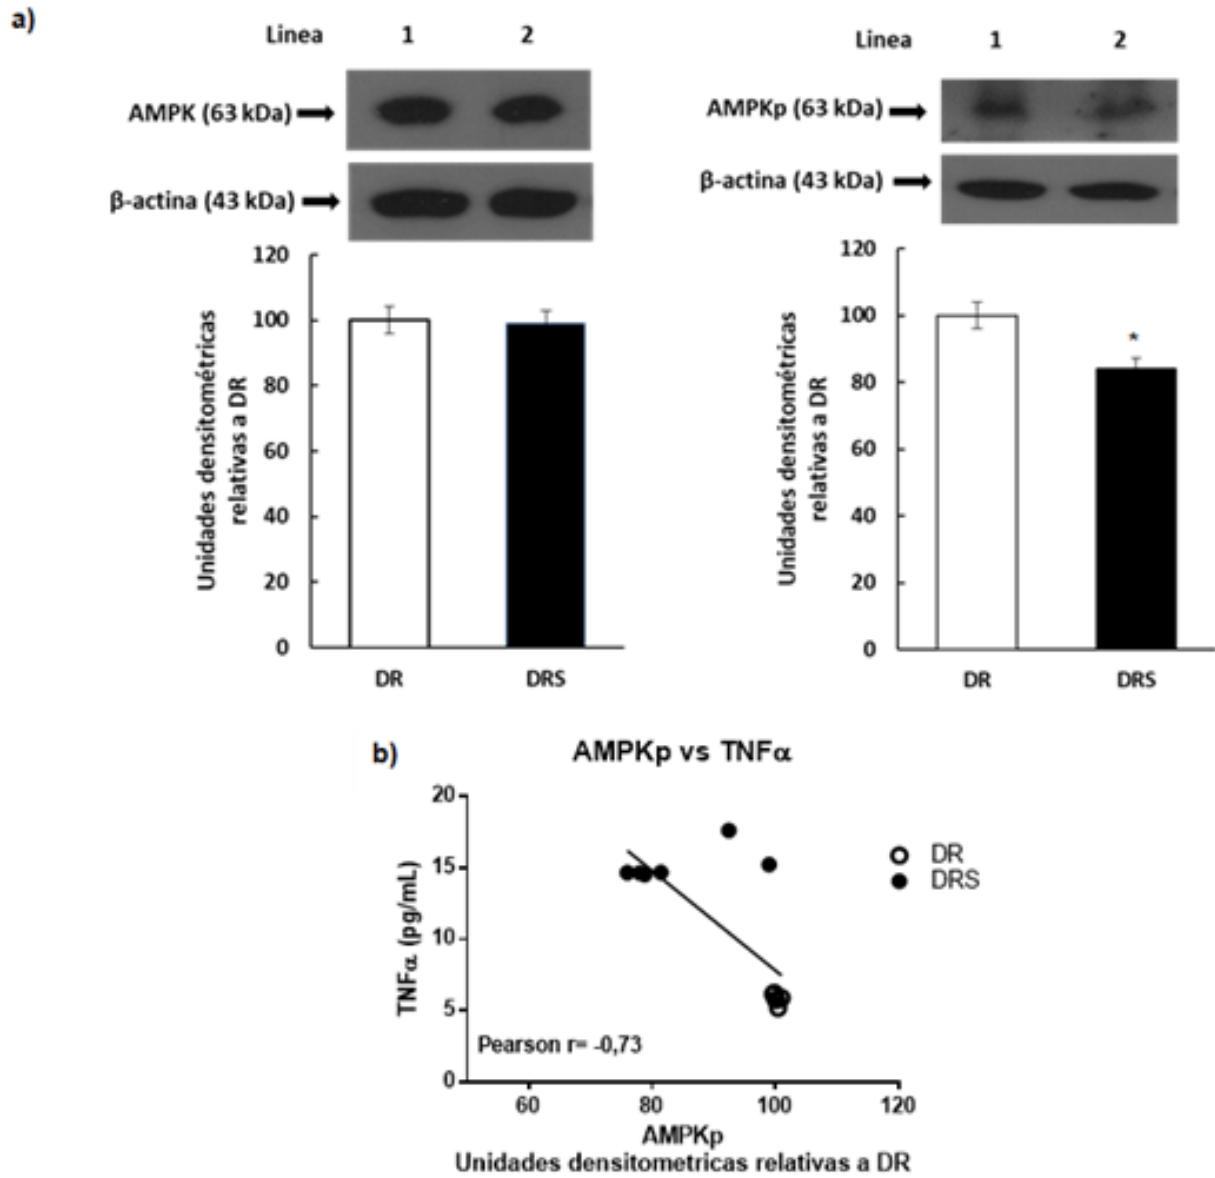 a)
Linea 1 2
AMPK (63 kDa)
β-actina (43 kDa)
120
100
80
60
40
20
0
Unidades densitométricas
relativas a DR
DR DRS
Linea 1 2
AMPKp (63 kDa)
β-actina (43 kDa)
120
100
80
60
40
20
0
Unidades densitométricas
relativas a DR
*
DR DRS
b)
AMPKp vs TNFα
20
15
10
5
0
TNFα (pg/mL)
DR
DRS
Pearson r= -0,73
60 80 100 120
AMPKp
Unidades densitometricas relativas a DR